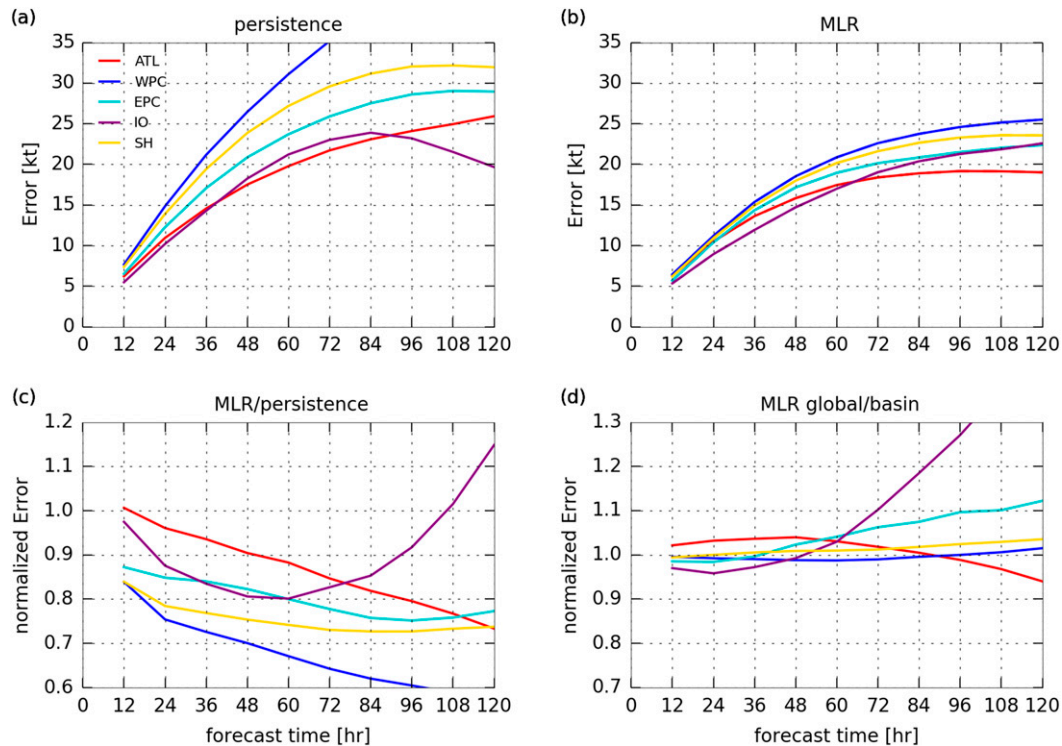 (a)
persistence
Error [kt]
35
30
25
20
15
10
5
0
ATL
WPC
EPC
IO
SH
0 12 24 36 48 60 72 84 96 108 120
(b)
MLR
Error [kt]
35
30
25
20
15
10
5
0
0 12 24 36 48 60 72 84 96 108 120
(c)
MLR/persistence
normalized Error
1.2
1.1
1.0
0.9
0.8
0.7
0.6
0 12 24 36 48 60 72 84 96 108 120
forecast time [hr]
(d)
MLR global/basin
normalized Error
1.3
1.2
1.1
1.0
0.9
0.8
0.7
0 12 24 36 48 60 72 84 96 108 120
forecast time [hr]